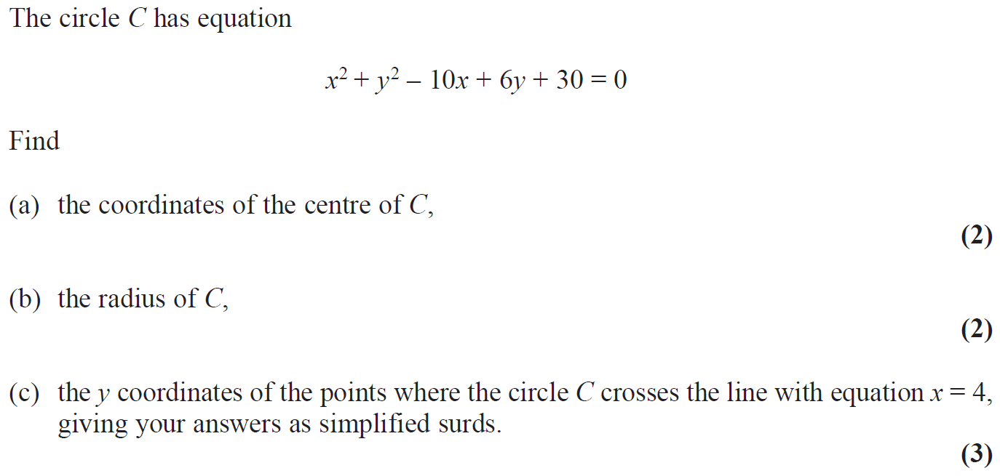 The circle C has equation
x² + y² – 10x + 6y + 30 = 0
Find
(a) the coordinates of the centre of C,
(2)
(b) the radius of C,
(2)
(c) the y coordinates of the points where the circle C crosses the line with equation x = 4,
giving your answers as simplified surds.
(3)